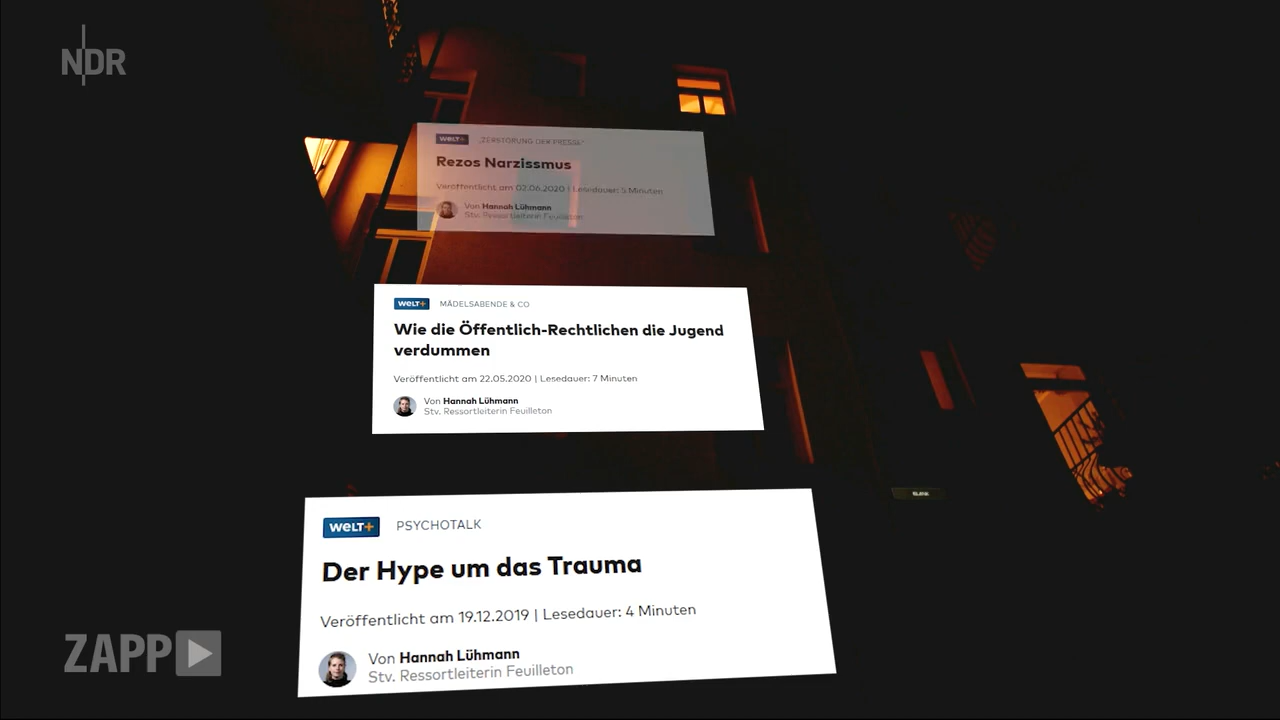 NDR
WELT+ „ZERSTÖRUNG DER PRESSE“
Rezos Narzissmus
Veröffentlicht am 02.06.2020 | Lesedauer: 5 Minuten
Von Hannah Lühmann
Stv. Ressortleiterin Feuilleton
WELT+ MÄDELSABENDE & CO
Wie die Öffentlich-Rechtlichen die Jugend
verdummen
Veröffentlicht am 22.05.2020 | Lesedauer: 7 Minuten
Von Hannah Lühmann
Stv. Ressortleiterin Feuilleton
WELT+ PSYCHOTALK
Der Hype um das Trauma
Veröffentlicht am 19.12.2019 | Lesedauer: 4 Minuten
Von Hannah Lühmann
Stv. Ressortleiterin Feuilleton
ZAPP